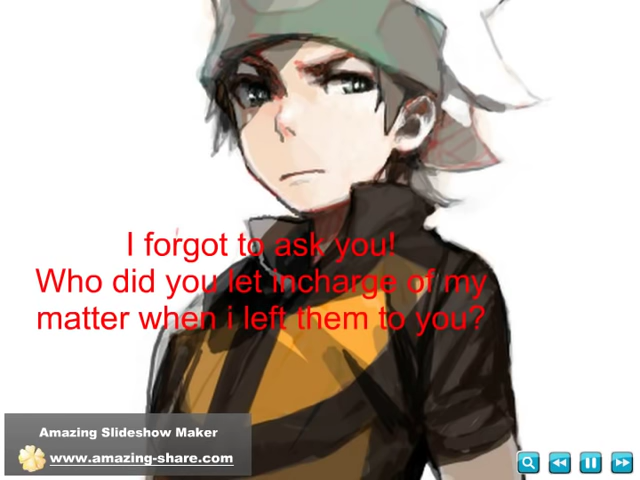 I forgot to ask you!
Who did you let incharge of my
matter when i left them to you?
Amazing Slideshow Maker
www.amazing-share.com